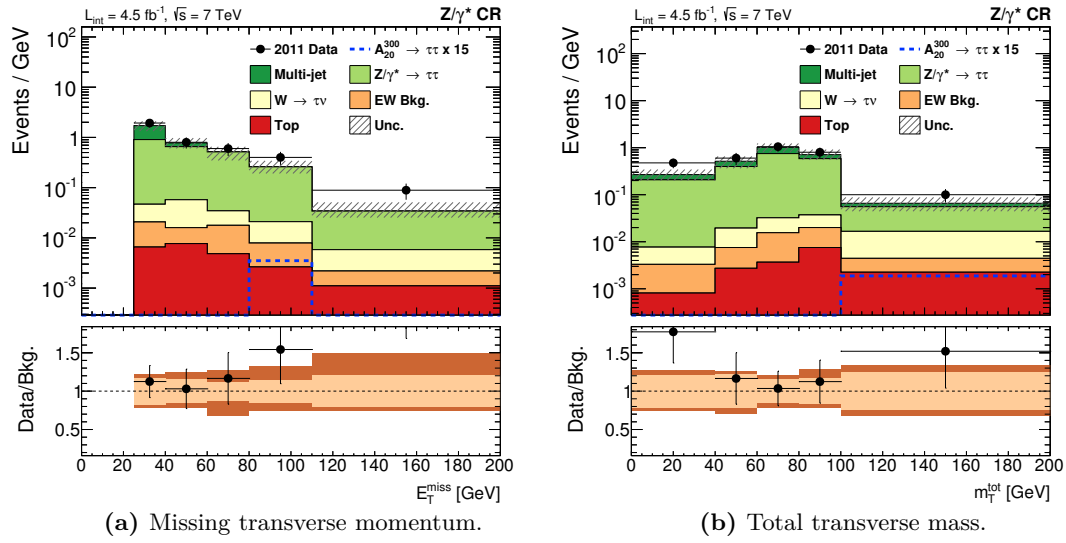 L_int = 4.5 fb⁻¹, √s = 7 TeV Z/γ* CR
Events / GeV
10²
10
1
10⁻¹
10⁻²
10⁻³
2011 Data
A³⁰⁰₂₀ → ττ x 15
Multi-jet
Z/γ* → ττ
W → τν
EW Bkg.
Top
Unc.
Data/Bkg.
1.5
1
0.5
0 20 40 60 80 100 120 140 160 180 200
E_T^miss [GeV]
(a) Missing transverse momentum.
L_int = 4.5 fb⁻¹, √s = 7 TeV Z/γ* CR
Events / GeV
10²
10
1
10⁻¹
10⁻²
10⁻³
2011 Data
A³⁰⁰₂₀ → ττ x 15
Multi-jet
Z/γ* → ττ
W → τν
EW Bkg.
Top
Unc.
Data/Bkg.
1.5
1
0.5
0 20 40 60 80 100 120 140 160 180 200
m_T^tot [GeV]
(b) Total transverse mass.